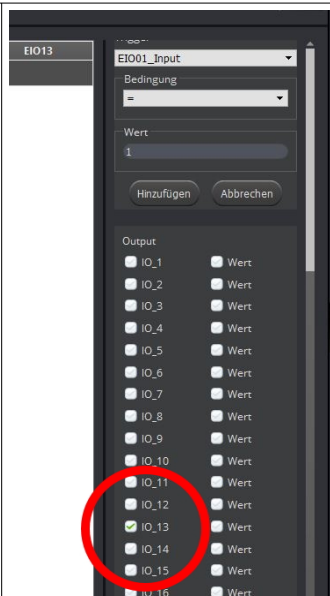 EIO13
Trigger
EIO01_Input
Bedingung
=
Wert
1
Hinzufügen Abbrechen
Output
IO_1 Wert
IO_2 Wert
IO_3 Wert
IO_4 Wert
IO_5 Wert
IO_6 Wert
IO_7 Wert
IO_8 Wert
IO_9 Wert
IO_10 Wert
IO_11 Wert
IO_12 Wert
IO_13 Wert
IO_14 Wert
IO_15 Wert
IO_16 Wert